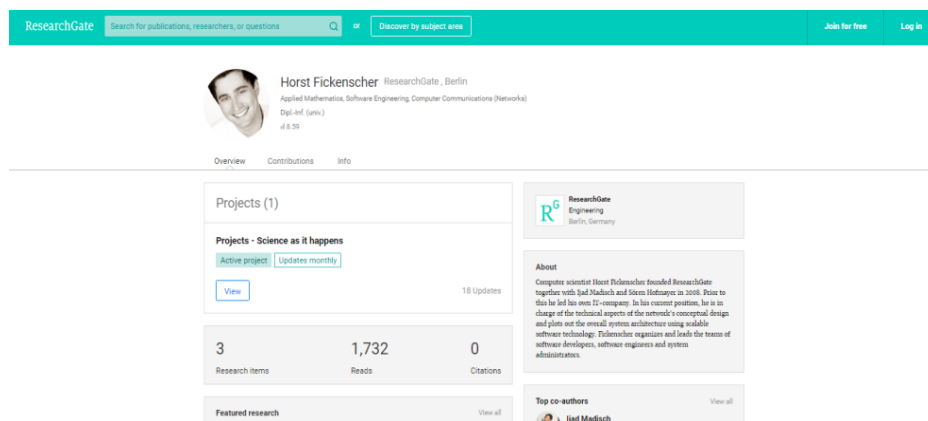 ResearchGate
Search for publications, researchers, or questions
or
Discover by subject area
Join for free
Log in
Horst Fickenscher ResearchGate, Berlin
Applied Mathematics, Software Engineering, Computer Communications (Networks)
Dipl.-Inf. (univ.)
8.59
Overview
Contributions
Info
Projects (1)
Projects - Science as it happens
Active project
Updates monthly
View
18 Updates
3
1,732
0
Research items
Reads
Citations
Featured research
View all
RG
ResearchGate
Engineering
Berlin, Germany
About
Computer scientist Horst Fickenscher founded ResearchGate
together with Ijad Madisch and Sören Hofmayer in 2008. Prior to
this he led his own IT-company. In his current position, he is in
charge of the technical aspects of the network's conceptual design
and plots out the overall system architecture using scalable
software technology. Fickenscher organizes and leads the teams of
software developers, software engineers and system
administrators.
Top co-authors
View all
Ijad Madisch